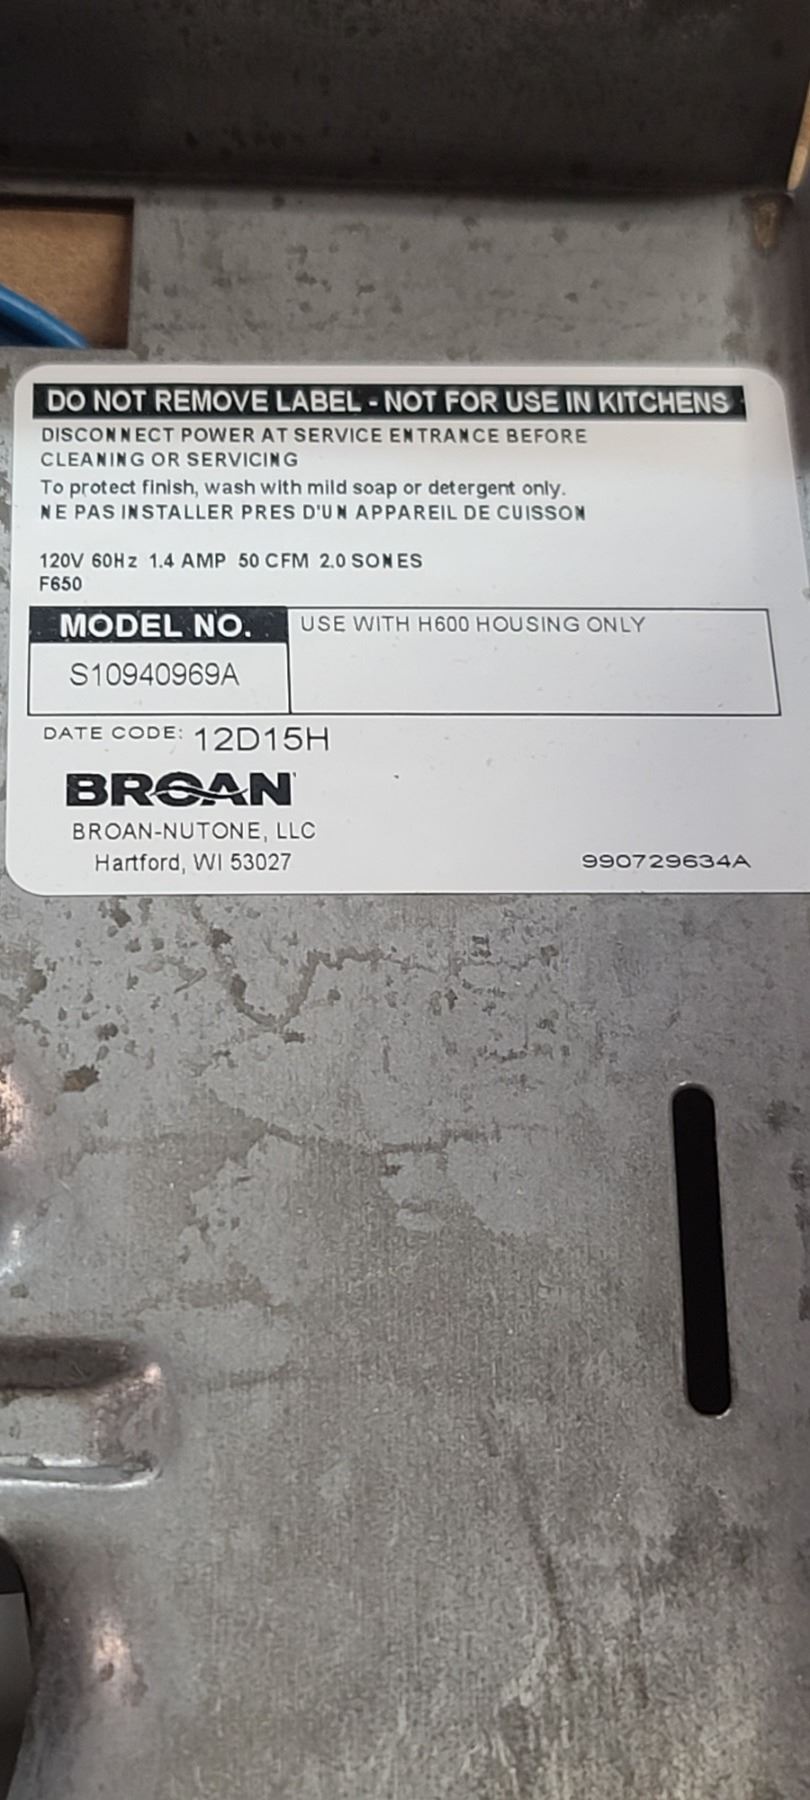 DO NOT REMOVE LABEL - NOT FOR USE IN KITCHENS
DISCONNECT POWER AT SERVICE ENTRANCE BEFORE
CLEANING OR SERVICING
To protect finish, wash with mild soap or detergent only.
NE PAS INSTALLER PRES D'UN APPAREIL DE CUISSON
120V 60Hz 1.4 AMP 50 CFM 2.0 SONES
F650
MODEL NO.
USE WITH H600 HOUSING ONLY
S10940969A
DATE CODE: 12D15H
BROAN
BROAN-NUTONE, LLC
Hartford, WI 53027
990729634A